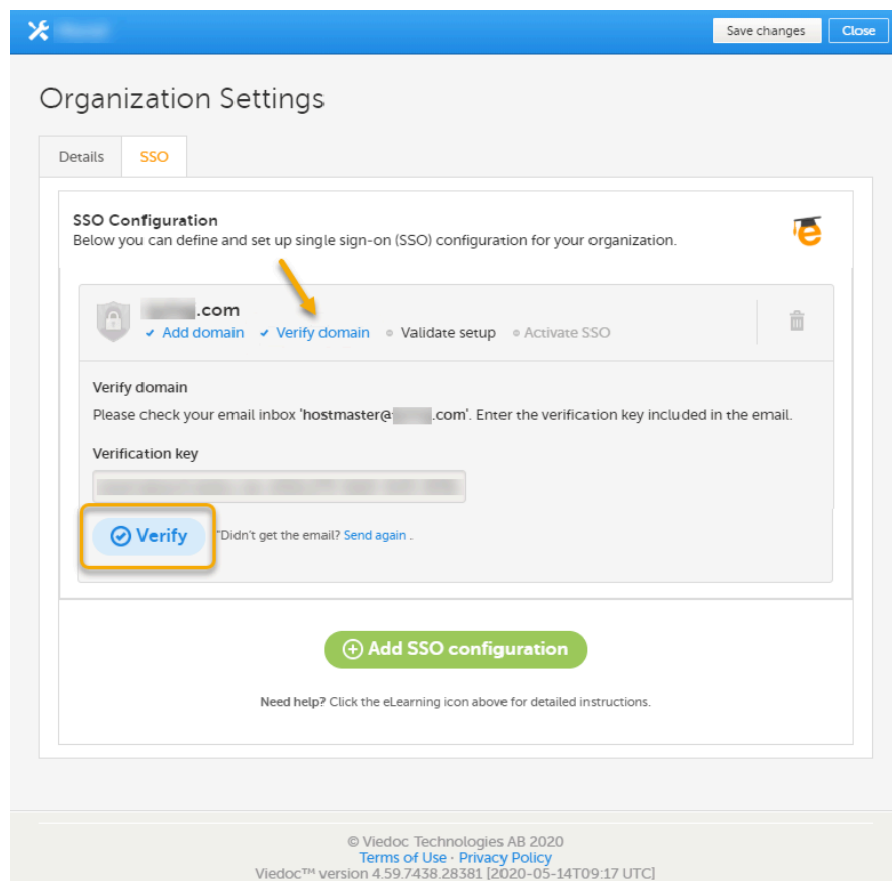 Save changes Close
Organization Settings
Details SSO
SSO Configuration
Below you can define and set up single sign-on (SSO) configuration for your organization.
e
.com
Add domain Verify domain Validate setup Activate SSO
Verify domain
Please check your email inbox 'hostmaster@ .com'. Enter the verification key included in the email.
Verification key
Verify "Didn't get the email? Send again .
Add SSO configuration
Need help? Click the eLearning icon above for detailed instructions.
© Viedoc Technologies AB 2020
Terms of Use · Privacy Policy
Viedoc™ version 4.59.7438.28381 [2020-05-14T09:17 UTC]